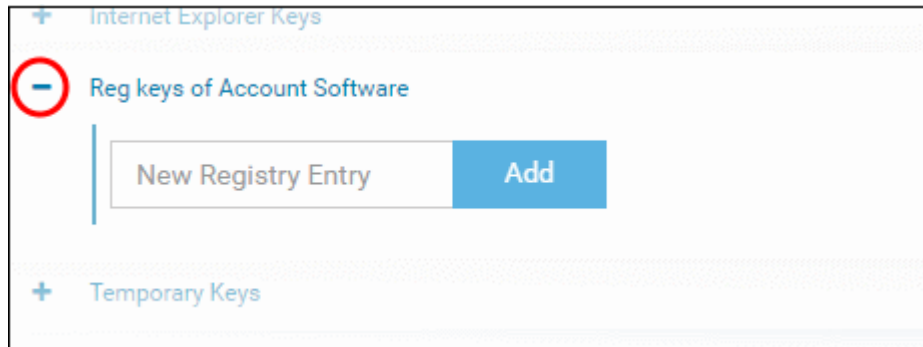 Internet Explorer Keys
Reg keys of Account Software
New Registry Entry Add
Temporary Keys